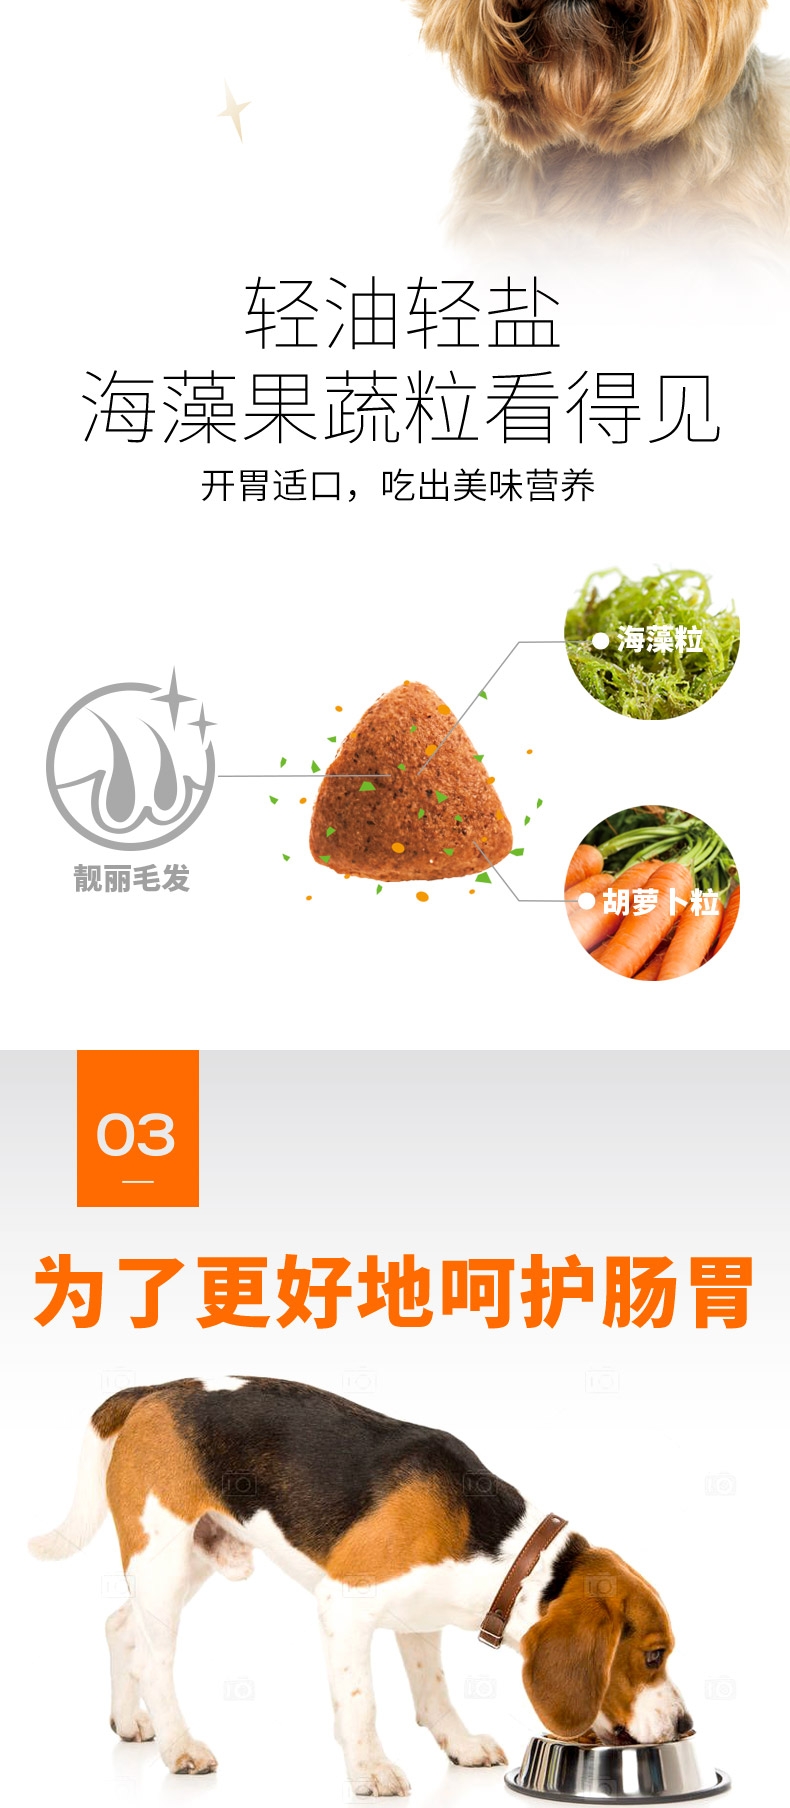 轻油轻盐
海藻果蔬粒看得见
开胃适口，吃出美味营养
海藻粒
靓丽毛发
胡萝卜粒
03
为了更好地呵护肠胃